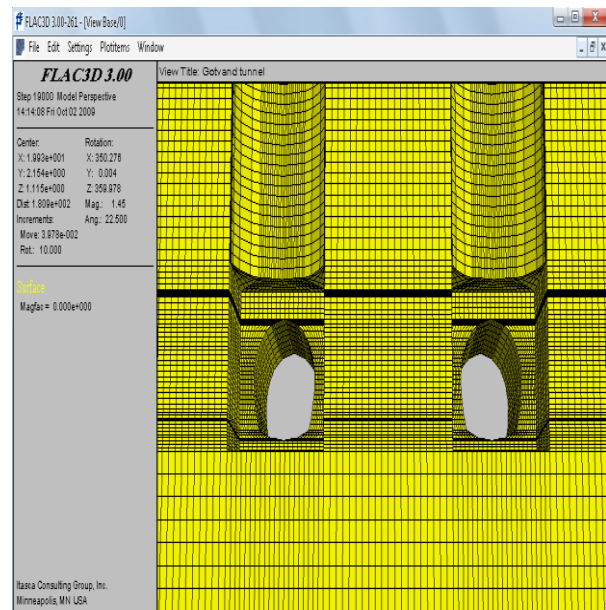 FLAC3D 3.00-261 - [View Base/0]
File Edit Settings Plotitems Window
FLAC3D 3.00
Step 19000 Model Perspective
14:14:08 Fri Oct 02 2009
Center: Rotation:
X: 1.993e+001 X: 350.276
Y: 2.154e+000 Y: 0.004
Z: 1.115e+000 Z: 359.978
Dist: 1.809e+002 Mag.: 1.45
Increments: Ang.: 22.500
Move: 3.978e-002
Rot.: 10.000
Surface
Magfac = 0.000e+000
Itasca Consulting Group, Inc.
Minneapolis, MN USA
View Title: Gotvand tunnel